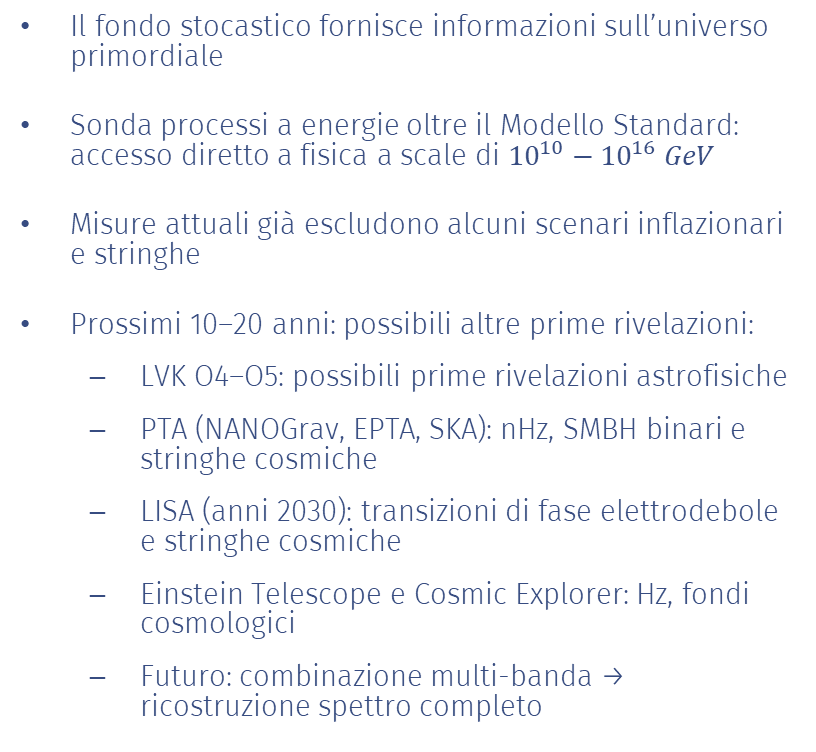 • Il fondo stocastico fornisce informazioni sull’universo
primordiale
• Sonda processi a energie oltre il Modello Standard:
accesso diretto a fisica a scale di 10¹⁰ − 10¹⁶ GeV
• Misure attuali già escludono alcuni scenari inflazionari
e stringhe
• Prossimi 10–20 anni: possibili altre prime rivelazioni:
– LVK O4–O5: possibili prime rivelazioni astrofisiche
– PTA (NANOGrav, EPTA, SKA): nHz, SMBH binari e
stringhe cosmiche
– LISA (anni 2030): transizioni di fase elettrodebole
e stringhe cosmiche
– Einstein Telescope e Cosmic Explorer: Hz, fondi
cosmologici
– Futuro: combinazione multi-banda →
ricostruzione spettro completo